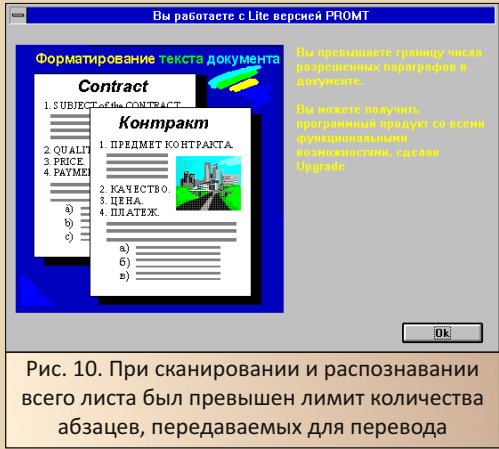 Вы работаете с Lite версией PROMT
Форматирование текста документа
Contract
1. SUBJECT of the CONTRACT
2. QUALIT
3. PRICE.
4. PAYME
a)
b)
c)
Контракт
1. ПРЕДМЕТ КОНТРАКТА.
2. КАЧЕСТВО.
3. ЦЕНА.
4. ПЛАТЕЖ.
а)
б)
в)
Вы превышаете границу числа
разрешенных параграфов в
документе.
Вы можете получить
программный продукт со всеми
функциональными
возможностями, сделав
Upgrade
Ok
Рис. 10. При сканировании и распознавании
всего листа был превышен лимит количества
абзацев, передаваемых для перевода